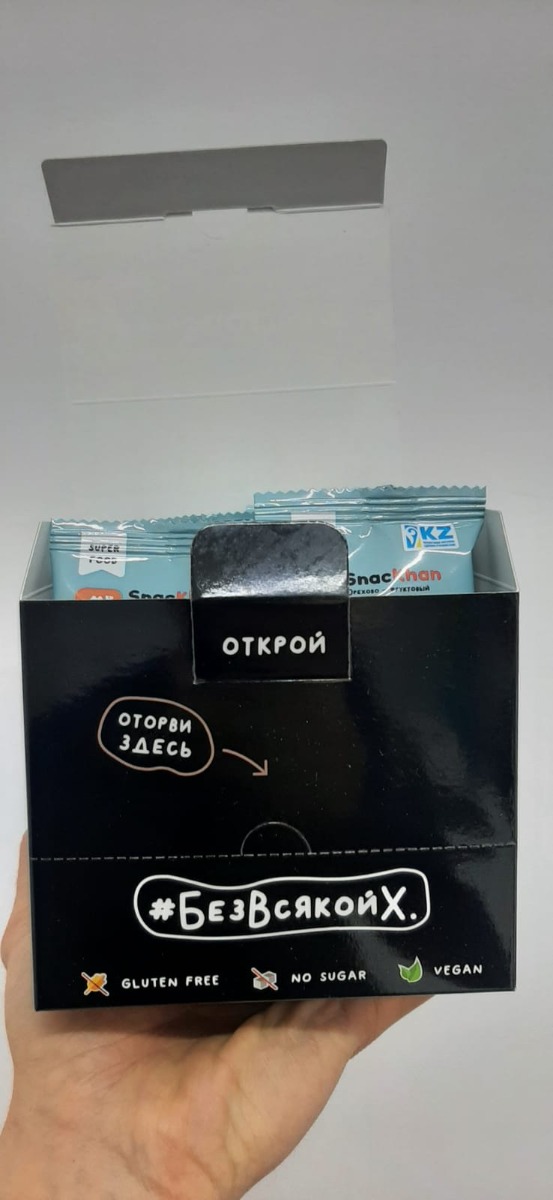 SUPER
FOOD
KZ
Snackhan
ОТКРОЙ
ОТОРВИ
ЗДЕСЬ
#БезВсякойХ.
GLUTEN FREE
NO SUGAR
VEGAN